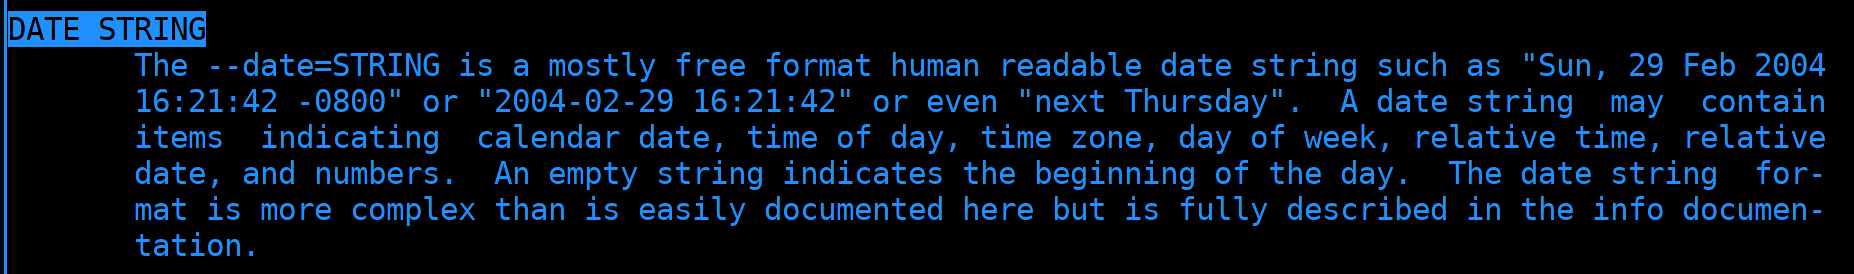 DATE STRING
The --date=STRING is a mostly free format human readable date string such as "Sun, 29 Feb 2004
16:21:42 -0800" or "2004-02-29 16:21:42" or even "next Thursday".  A date string  may  contain
items  indicating  calendar date, time of day, time zone, day of week, relative time, relative
date, and numbers.  An empty string indicates the beginning of the day.  The date string  for-
mat is more complex than is easily documented here but is fully described in the info documen-
tation.